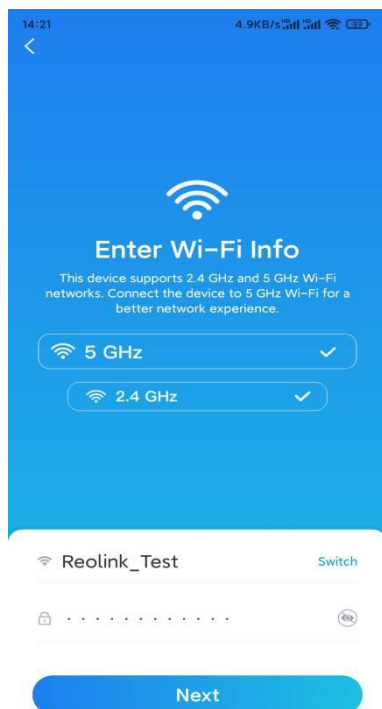 14:21
4.9KB/s 39
Enter Wi-Fi Info
This device supports 2.4 GHz and 5 GHz Wi-Fi
networks. Connect the device to 5 GHz Wi-Fi for a
better network experience.
5 GHz
2.4 GHz
Reolink_Test
Switch
. . . . . . . . . . . .
Next